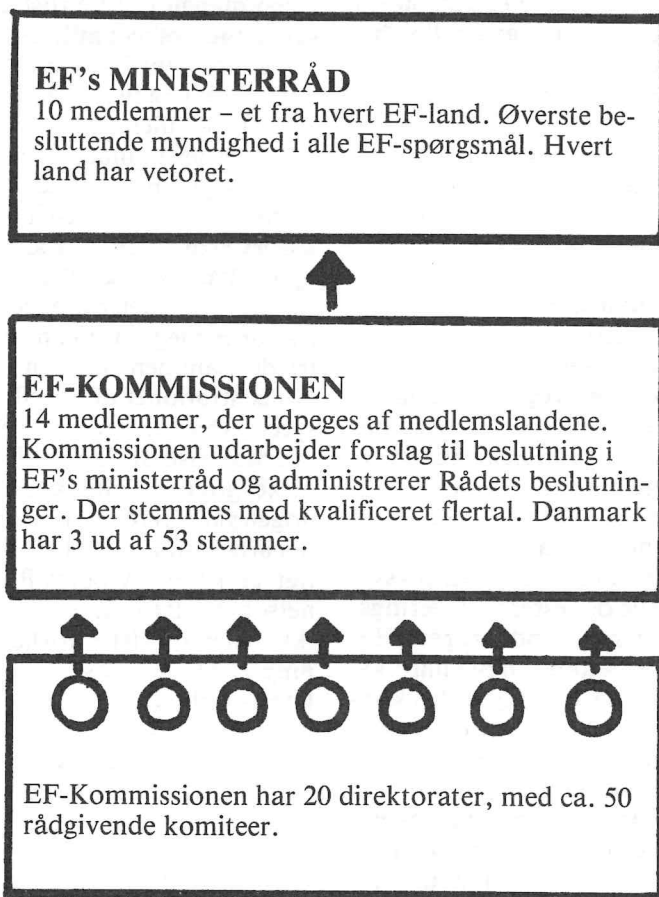 EF's MINISTERRÅD
10 medlemmer – et fra hvert EF-land. Øverste be-
sluttende myndighed i alle EF-spørgsmål. Hvert
land har vetoret.
EF-KOMMISSIONEN
14 medlemmer, der udpeges af medlemslandene.
Kommissionen udarbejder forslag til beslutning i
EF's ministerråd og administrerer Rådets beslutnin-
ger. Der stemmes med kvalificeret flertal. Danmark
har 3 ud af 53 stemmer.
EF-Kommissionen har 20 direktorater, med ca. 50
rådgivende komiteer.